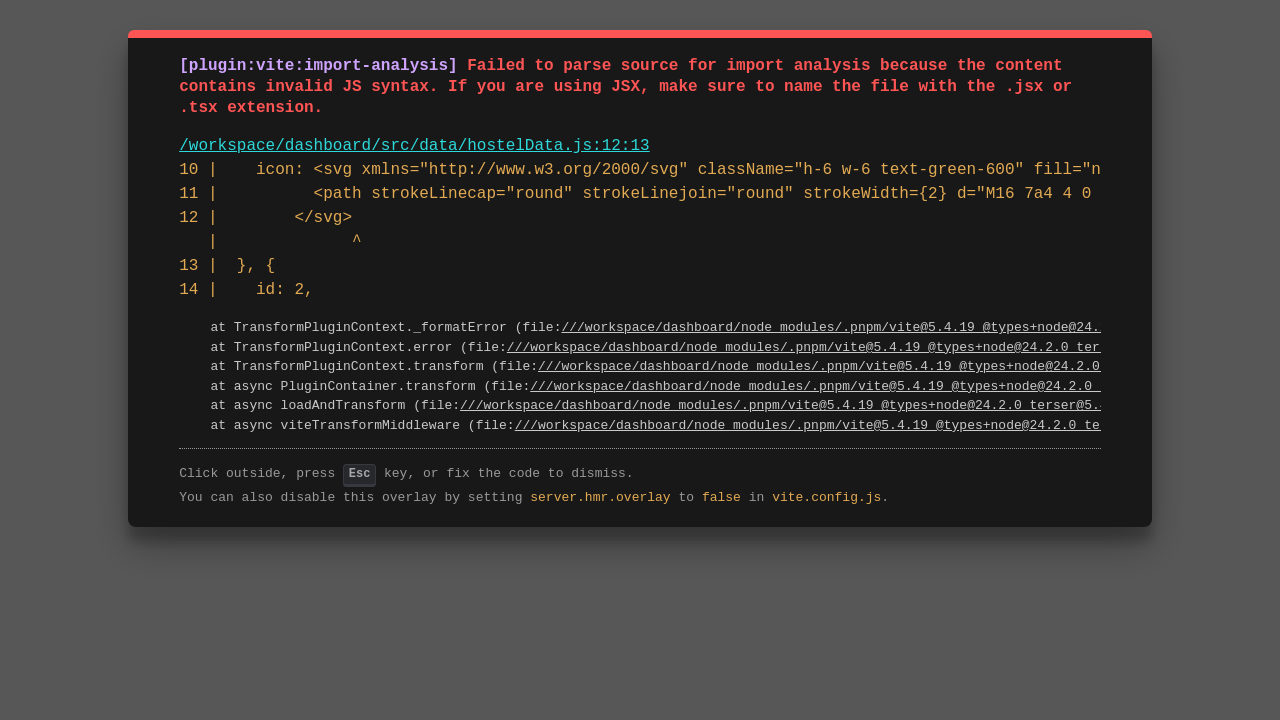 [plugin:vite:import-analysis] Failed to parse source for import analysis because the content
contains invalid JS syntax. If you are using JSX, make sure to name the file with the .jsx or
.tsx extension.
/workspace/dashboard/src/data/hostelData.js:12:13
10 |    icon: <svg xmlns="http://www.w3.org/2000/svg" className="h-6 w-6 text-green-600" fill="n
11 |          <path strokeLinecap="round" strokeLinejoin="round" strokeWidth={2} d="M16 7a4 4 0
12 |        </svg>
   |              ^
13 |  }, {
14 |    id: 2,
at TransformPluginContext._formatError (file:///workspace/dashboard/node_modules/.pnpm/vite@5.4.19_@types+node@24.
at TransformPluginContext.error (file:///workspace/dashboard/node_modules/.pnpm/vite@5.4.19_@types+node@24.2.0_ter
at TransformPluginContext.transform (file:///workspace/dashboard/node_modules/.pnpm/vite@5.4.19_@types+node@24.2.0
at async PluginContainer.transform (file:///workspace/dashboard/node_modules/.pnpm/vite@5.4.19_@types+node@24.2.0_
at async loadAndTransform (file:///workspace/dashboard/node_modules/.pnpm/vite@5.4.19_@types+node@24.2.0_terser@5.
at async viteTransformMiddleware (file:///workspace/dashboard/node_modules/.pnpm/vite@5.4.19_@types+node@24.2.0_te
Click outside, press Esc key, or fix the code to dismiss.
You can also disable this overlay by setting server.hmr.overlay to false in vite.config.js.